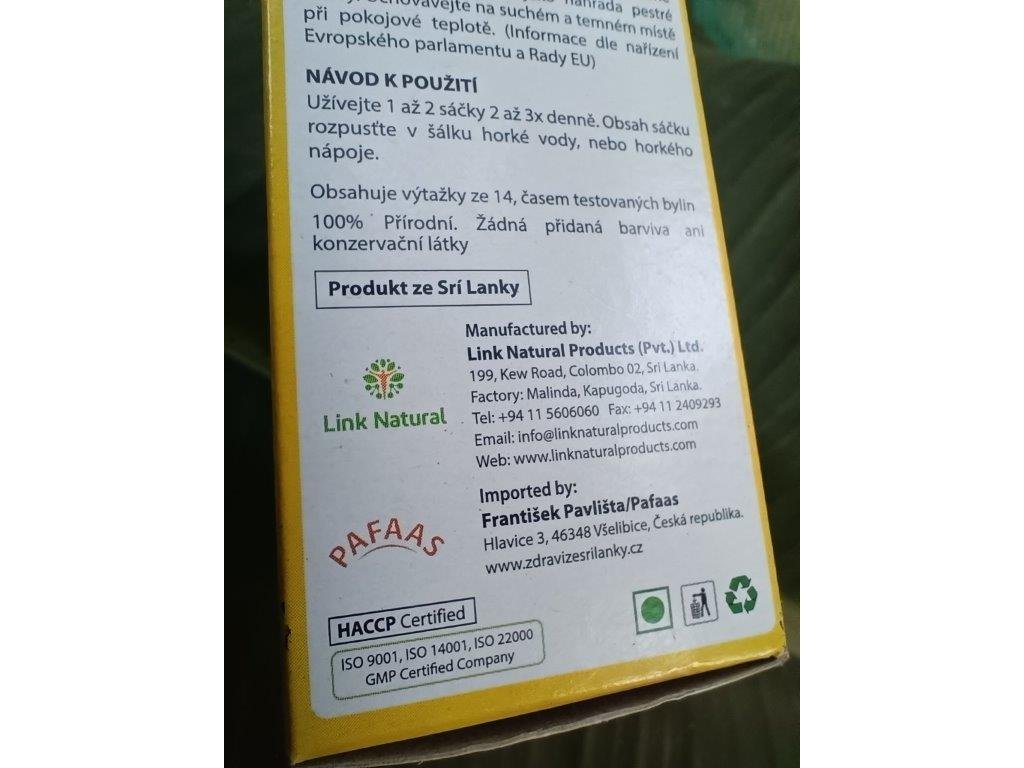 náhrada pestré
na suchém a temném místě
při pokojové teplotě. (Informace dle nařízení
Evropského parlamentu a Rady EU)
NÁVOD K POUŽITÍ
Užívejte 1 až 2 sáčky 2 až 3x denně. Obsah sáčku
rozpusťte v šálku horké vody, nebo horkého
nápoje.
Obsahuje výtažky ze 14, časem testovaných bylin
100% Přírodní. Žádná přidaná barviva ani
konzervační látky
Produkt ze Srí Lanky
Manufactured by:
Link Natural Products (Pvt.) Ltd.
199, Kew Road, Colombo 02, Sri Lanka.
Factory: Malinda, Kapugoda, Sri Lanka.
Tel: +94 11 5606060 Fax: +94 11 2409293
Email: info@linknaturalproducts.com
Web: www.linknaturalproducts.com
Link Natural
Imported by:
František Pavlišta/Pafaas
Hlavice 3, 46348 Všelibice, Česká republika.
www.zdravizesrilanky.cz
PAFAAS
HACCP Certified
ISO 9001, ISO 14001, ISO 22000
GMP Certified Company